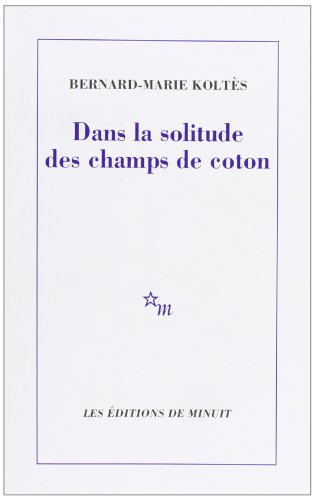 BERNARD-MARIE KOLTÈS
Dans la solitude
des champs de coton
m
LES ÉDITIONS DE MINUIT